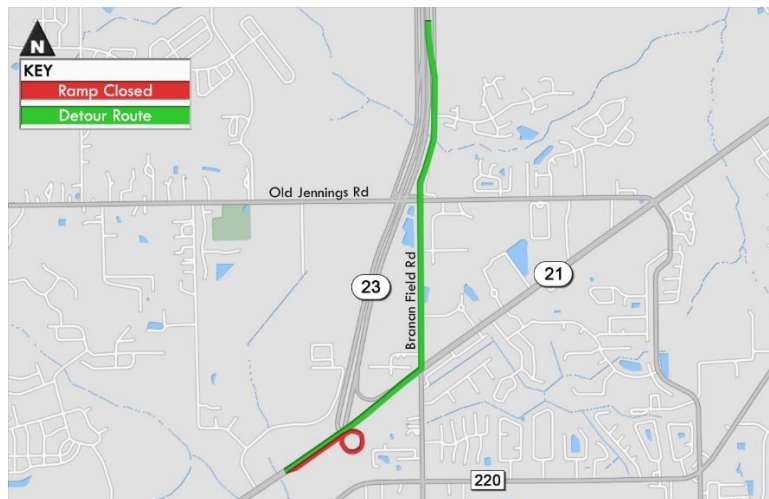 N
KEY
Ramp Closed
Detour Route
Old Jennings Rd
23
21
Branan Field Rd
220